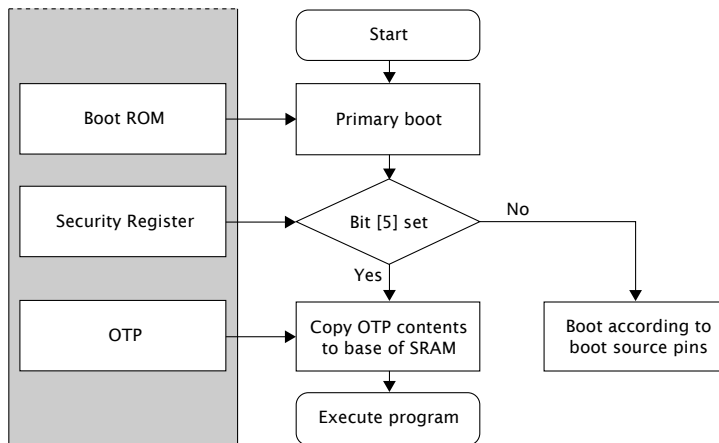 Start
Boot ROM
Primary boot
Security Register
Bit [5] set
No
Yes
OTP
Copy OTP contents
to base of SRAM
Boot according to
boot source pins
Execute program